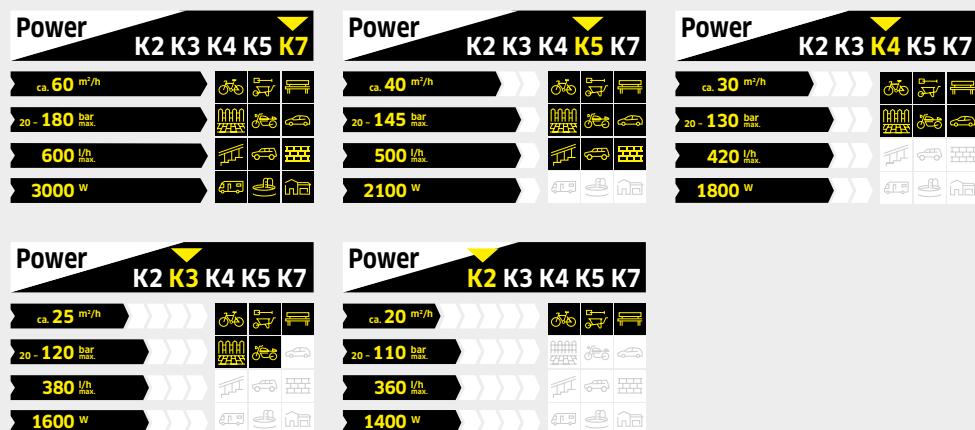 Power
K2 K3 K4 K5 K7
ca. 60 m²/h
20 – 180 bar max.
600 l/h max.
3000 W
Power
K2 K3 K4 K5 K7
ca. 40 m²/h
20 – 145 bar max.
500 l/h max.
2100 W
Power
K2 K3 K4 K5 K7
ca. 30 m²/h
20 – 130 bar max.
420 l/h max.
1800 W
Power
K2 K3 K4 K5 K7
ca. 25 m²/h
20 – 120 bar max.
380 l/h max.
1600 W
Power
K2 K3 K4 K5 K7
ca. 20 m²/h
20 – 110 bar max.
360 l/h max.
1400 W